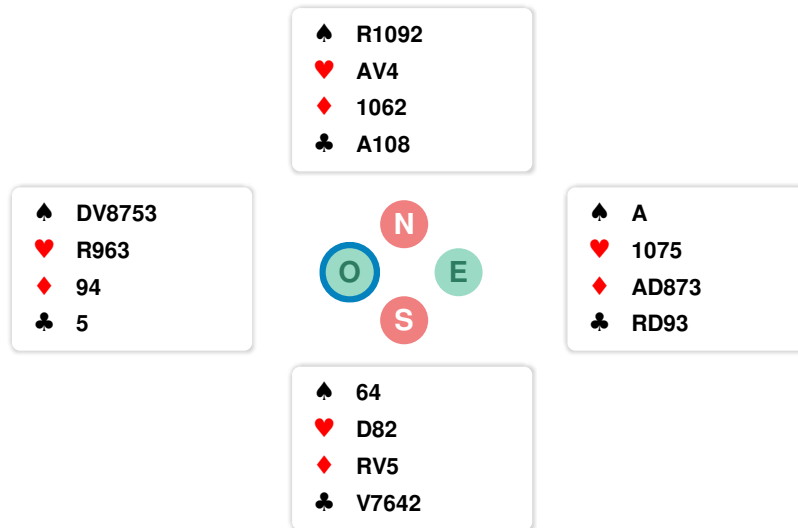 ♠ R1092
♥ AV4
♦ 1062
♣ A108
♠ DV8753
♥ R963
♦ 94
♣ 5
N
O E
S
♠ A
♥ 1075
♦ AD873
♣ RD93
♠ 64
♥ D82
♦ RV5
♣ V7642